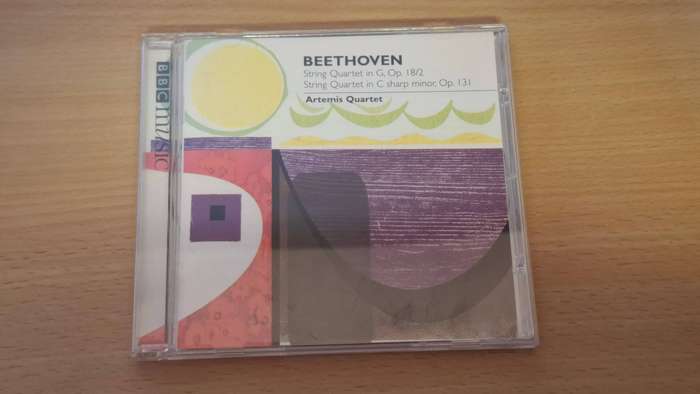 BEETHOVEN
String Quartet in G, Op. 18/2
String Quartet in C sharp minor, Op. 131
Artemis Quartet
BBC MUSIC